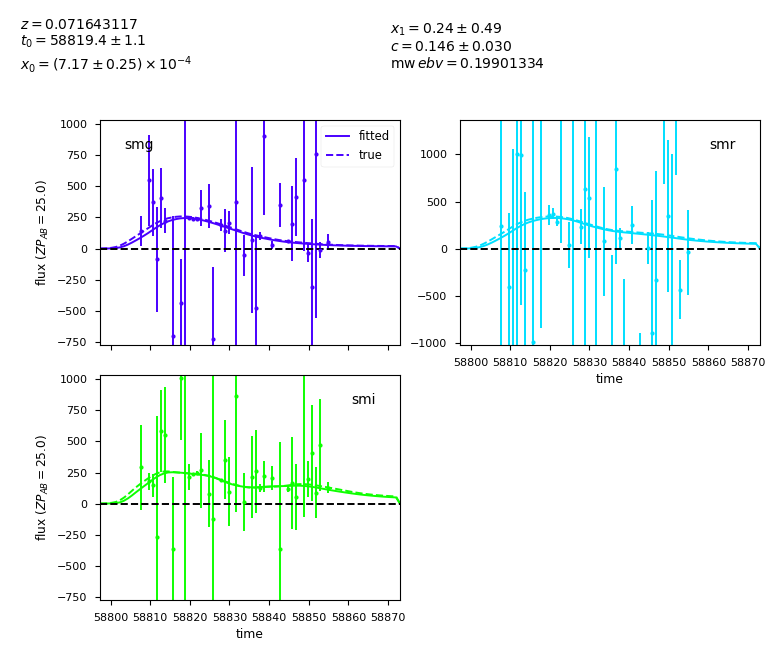 z = 0.071643117
t₀ = 58819.4 ± 1.1
x₀ = (7.17 ± 0.25) × 10⁻⁴
x₁ = 0.24 ± 0.49
c = 0.146 ± 0.030
mw ebv = 0.19901334
smg
fitted
true
1000
750
500
250
0
−250
−500
−750
flux (ZP_AB = 25.0)
smr
1000
500
0
−500
−1000
58800 58810 58820 58830 58840 58850 58860 58870
time
smi
1000
750
500
250
0
−250
−500
−750
flux (ZP_AB = 25.0)
58800 58810 58820 58830 58840 58850 58860 58870
time